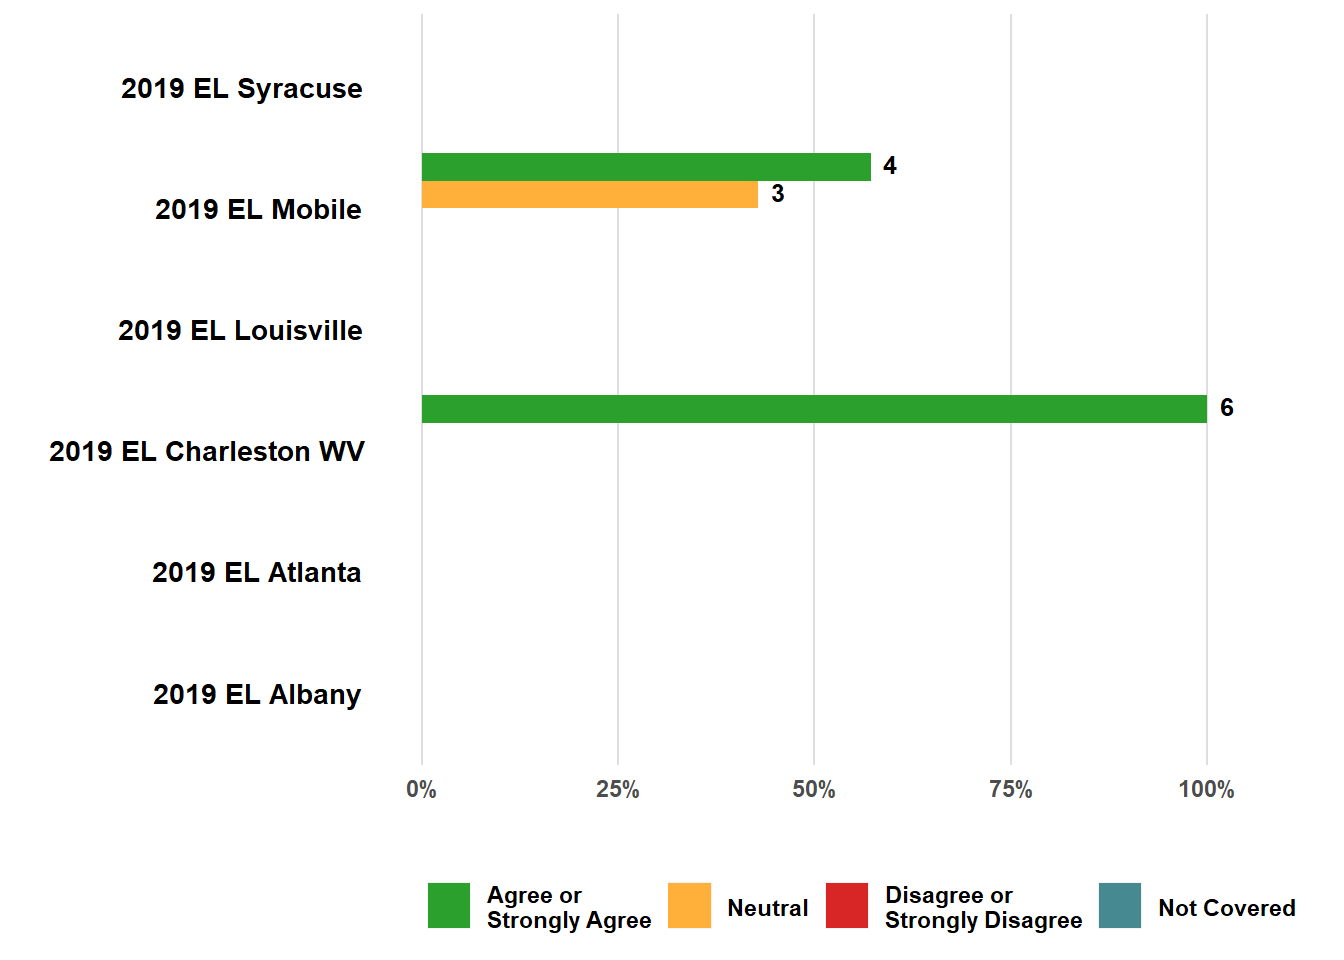 2019 EL Syracuse
4
3
2019 EL Mobile
2019 EL Louisville
6
2019 EL Charleston WV
2019 EL Atlanta
2019 EL Albany
0% 25% 50% 75% 100%
Agree or
Strongly Agree
Neutral
Disagree or
Strongly Disagree
Not Covered